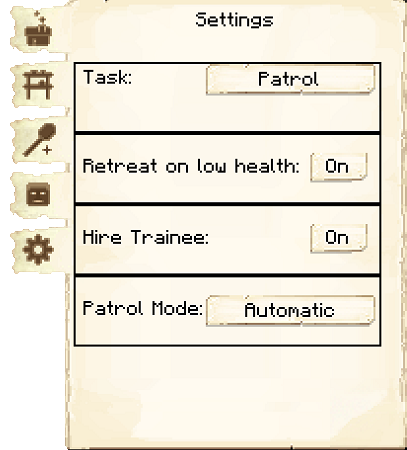 Settings
Task: Patrol
Retreat on low health: On
Hire Trainee: On
Patrol Mode: Automatic